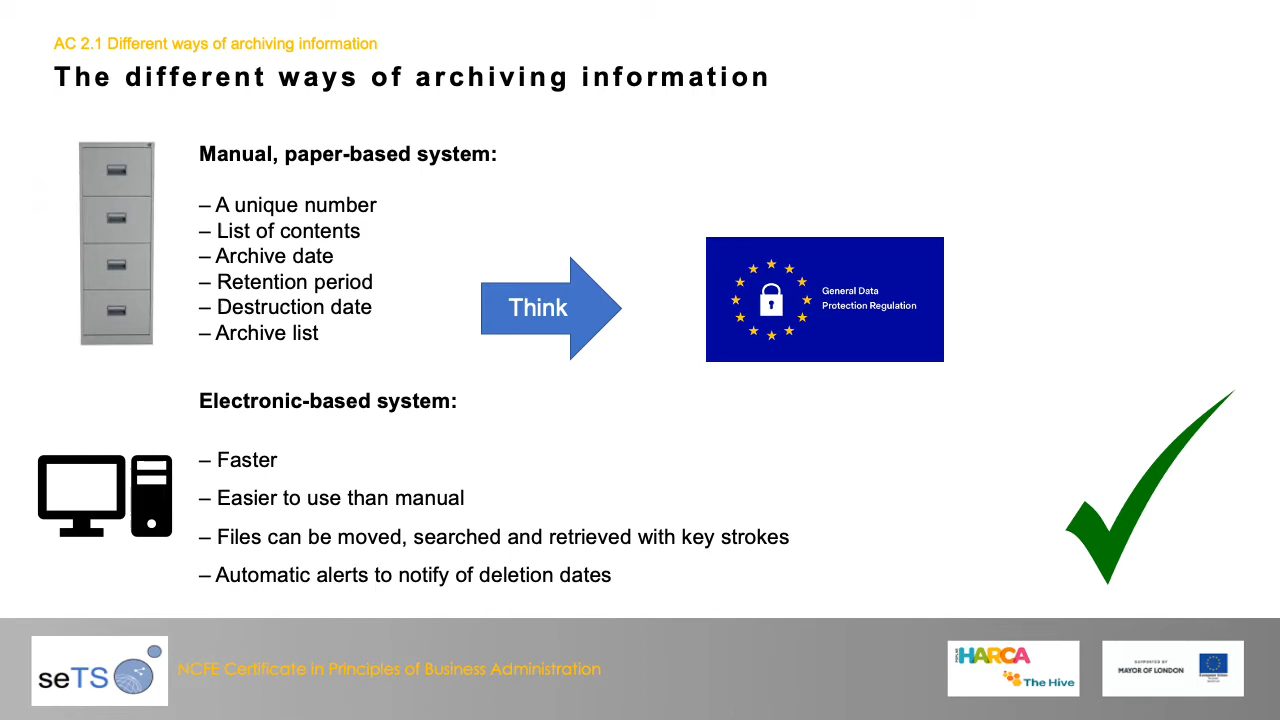 AC 2.1 Different ways of archiving information
The different ways of archiving information
Manual, paper-based system:
– A unique number
– List of contents
– Archive date
– Retention period
– Destruction date
– Archive list
Think
General Data
Protection Regulation
Electronic-based system:
– Faster
– Easier to use than manual
– Files can be moved, searched and retrieved with key strokes
– Automatic alerts to notify of deletion dates
seTS
NCFE Certificate in Principles of Business Administration
HARCA
The Hive
SUPPORTED BY
MAYOR OF LONDON
European Union